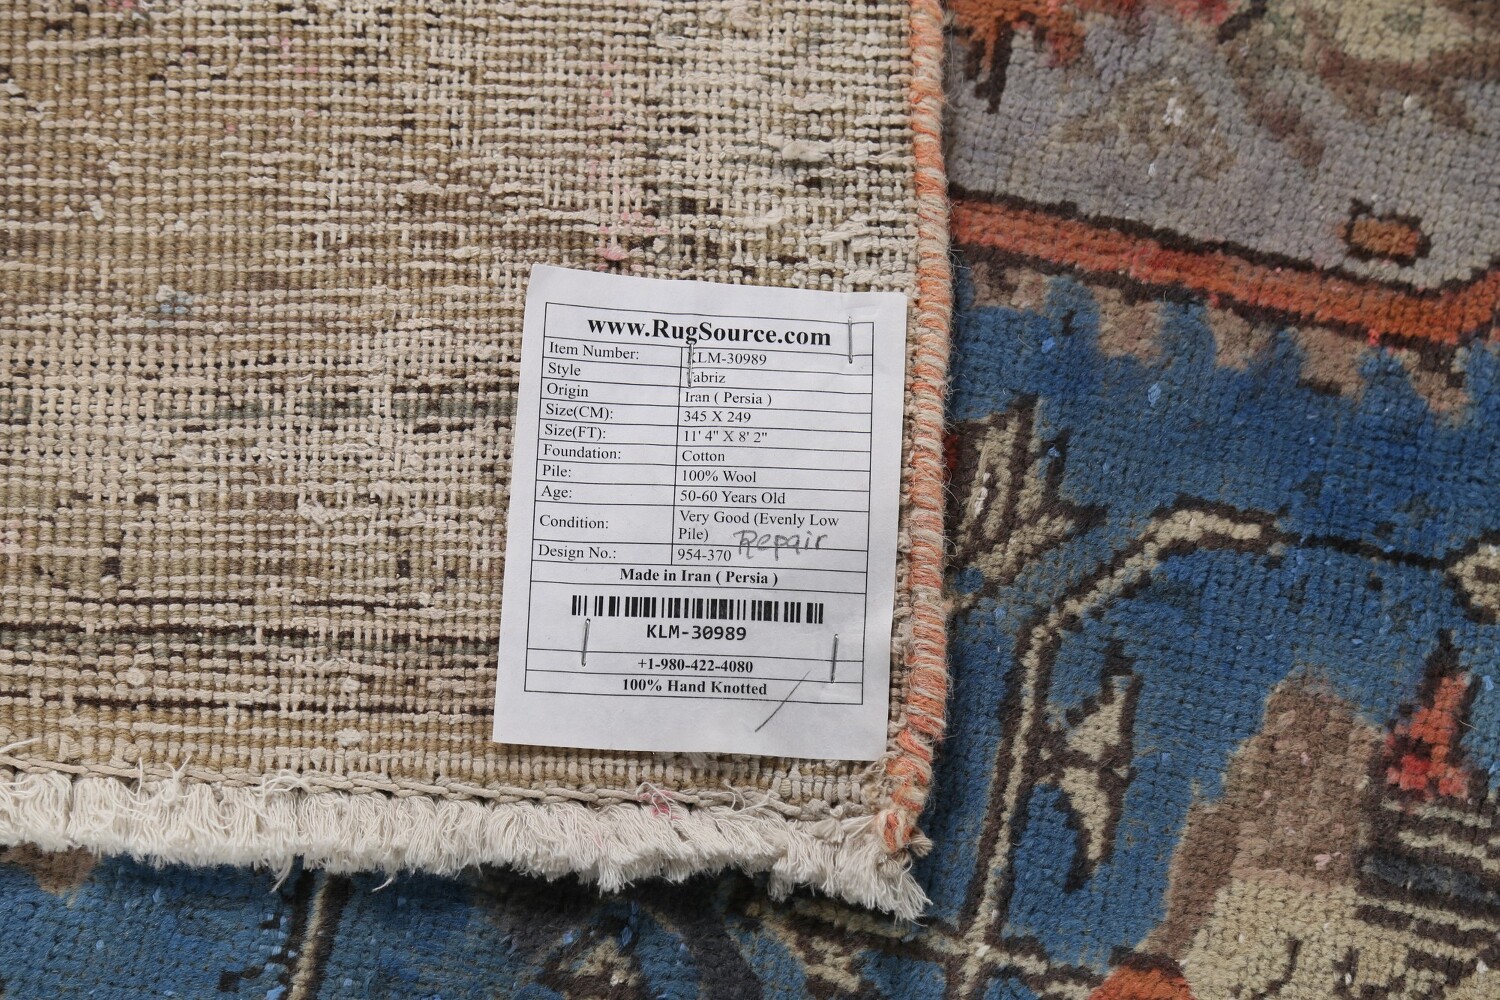 www.RugSource.com
Item Number: KLM-30989
Style Tabriz
Origin Iran ( Persia )
Size(CM): 345 X 249
Size(FT): 11' 4" X 8' 2"
Foundation: Cotton
Pile: 100% Wool
Age: 50-60 Years Old
Condition: Very Good (Evenly Low
Pile) Repair
Design No.: 954-370
Made in Iran ( Persia )
KLM-30989
+1-980-422-4080
100% Hand Knotted